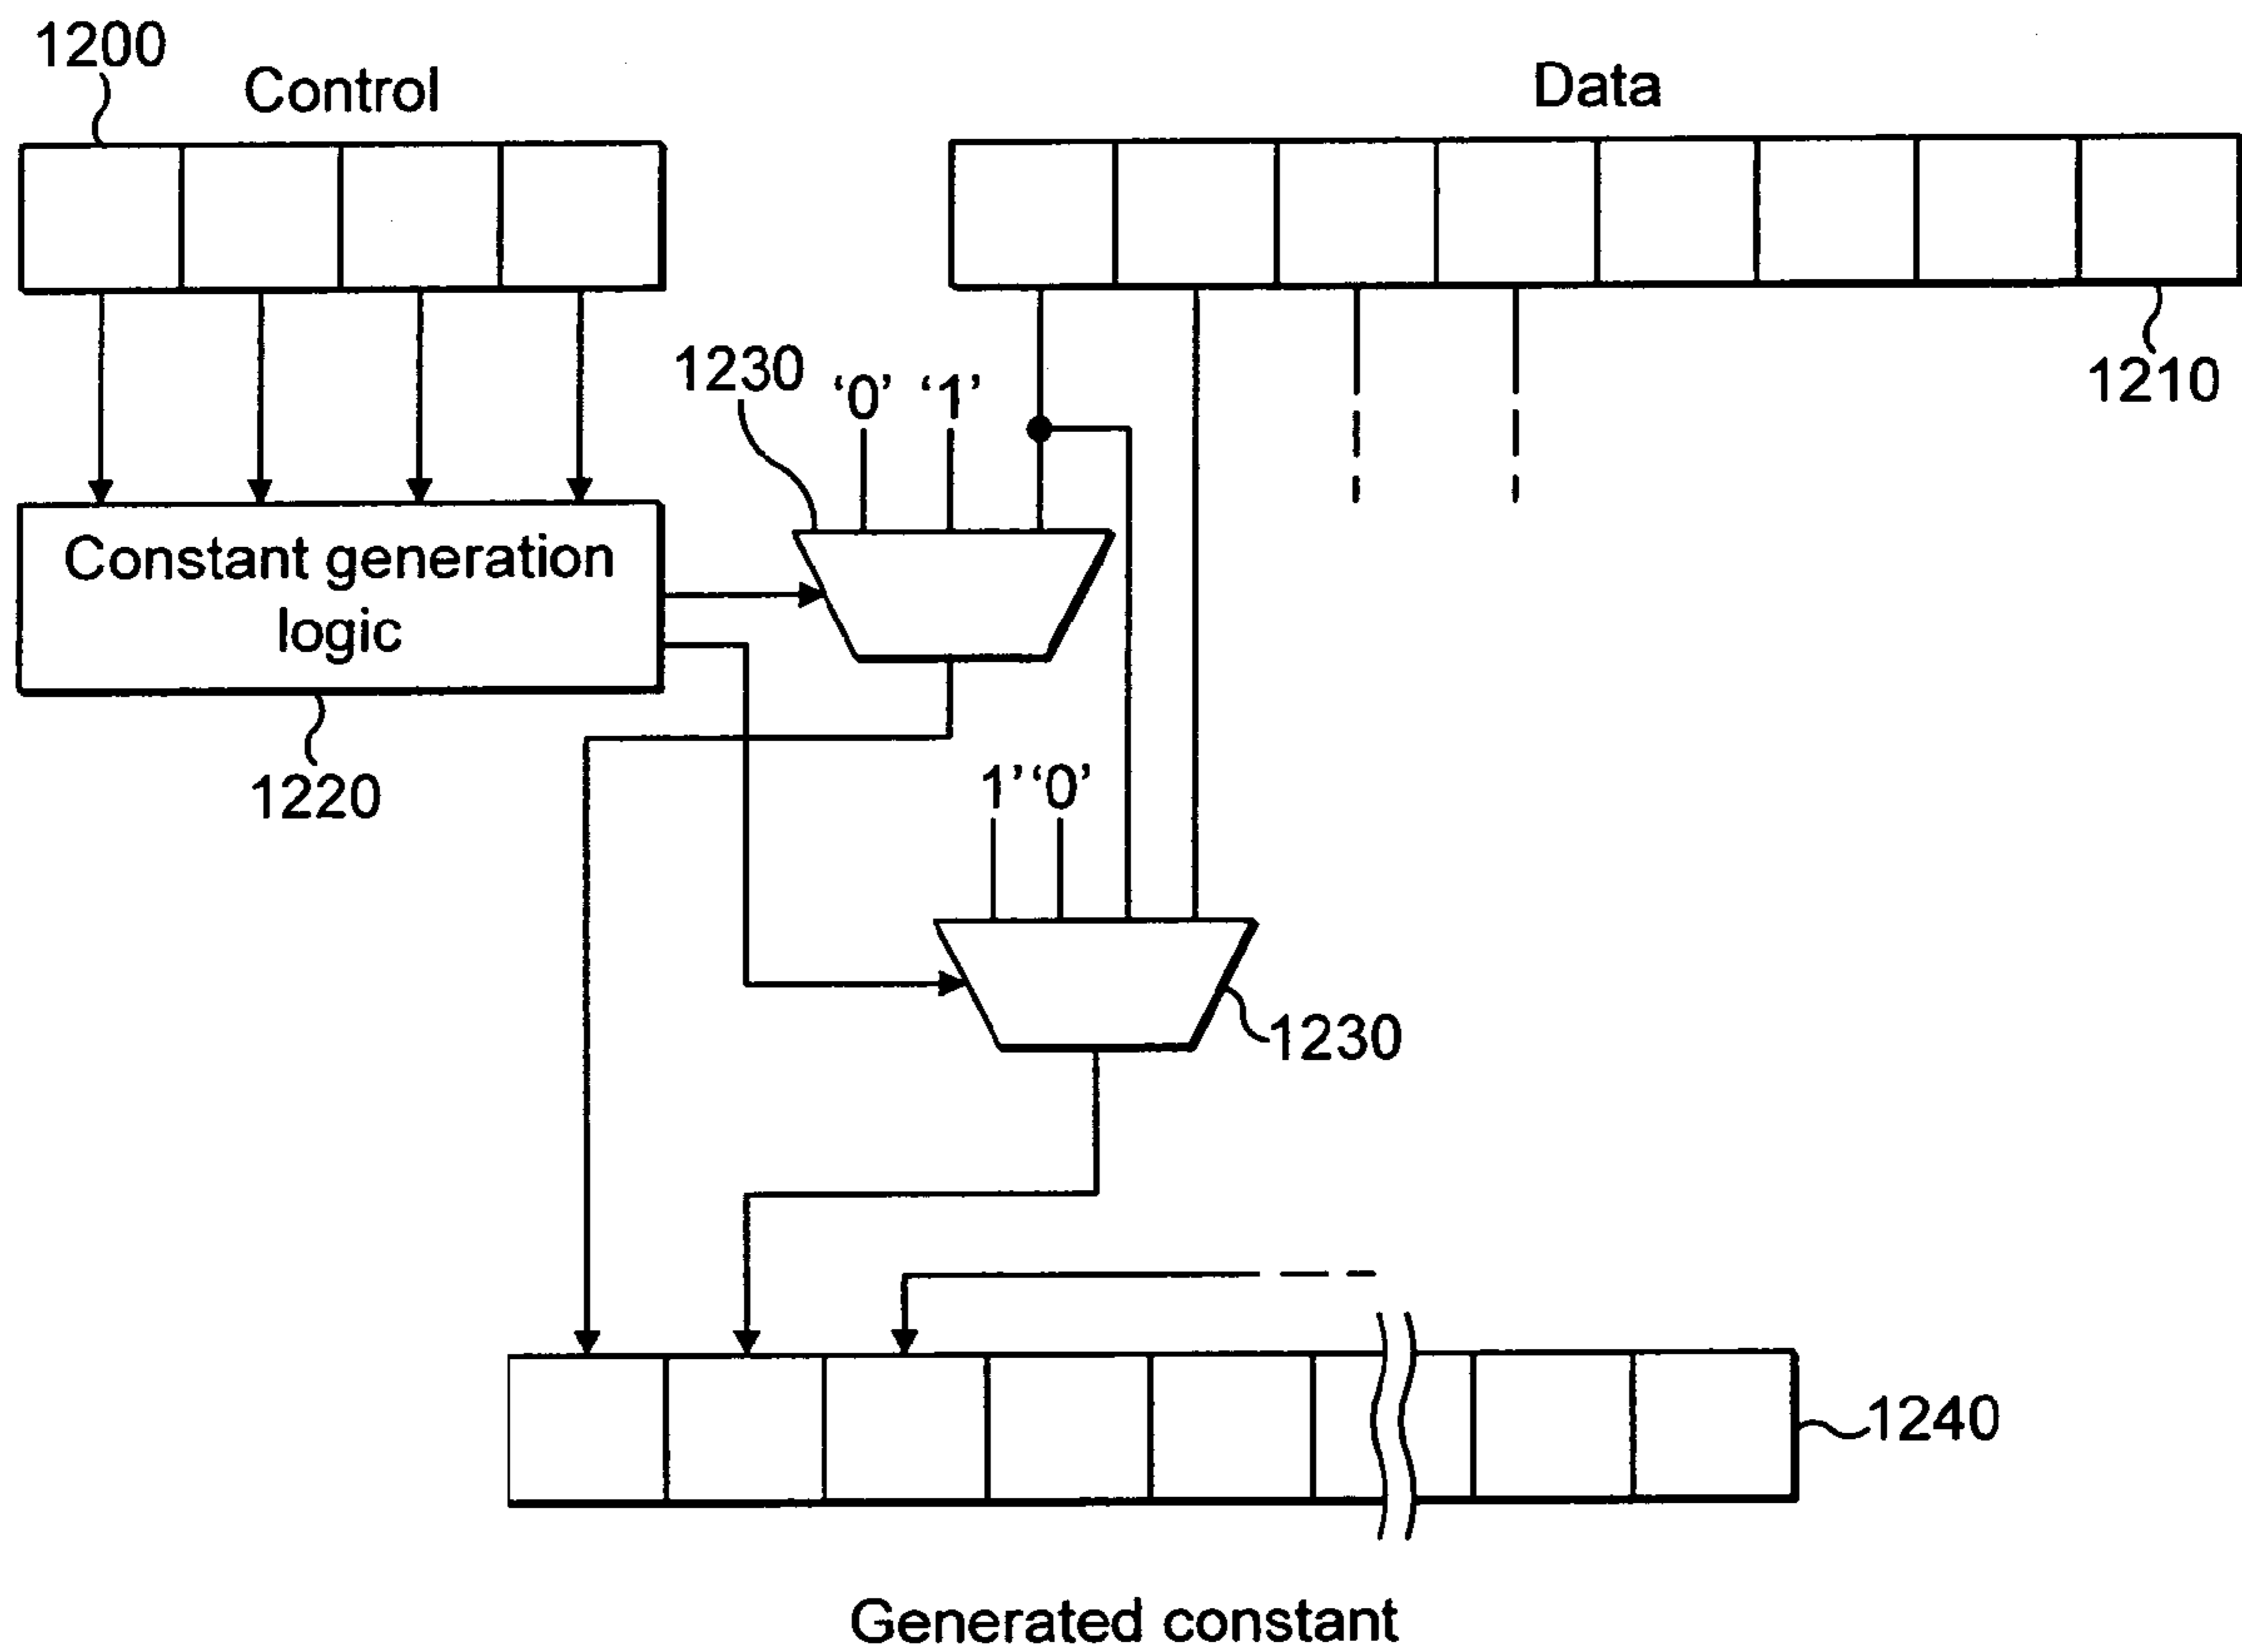 1200
Control
Data
1210
1230
‘0’ ‘1’
Constant generation
logic
1220
1’ ‘0’
1230
1240
Generated constant